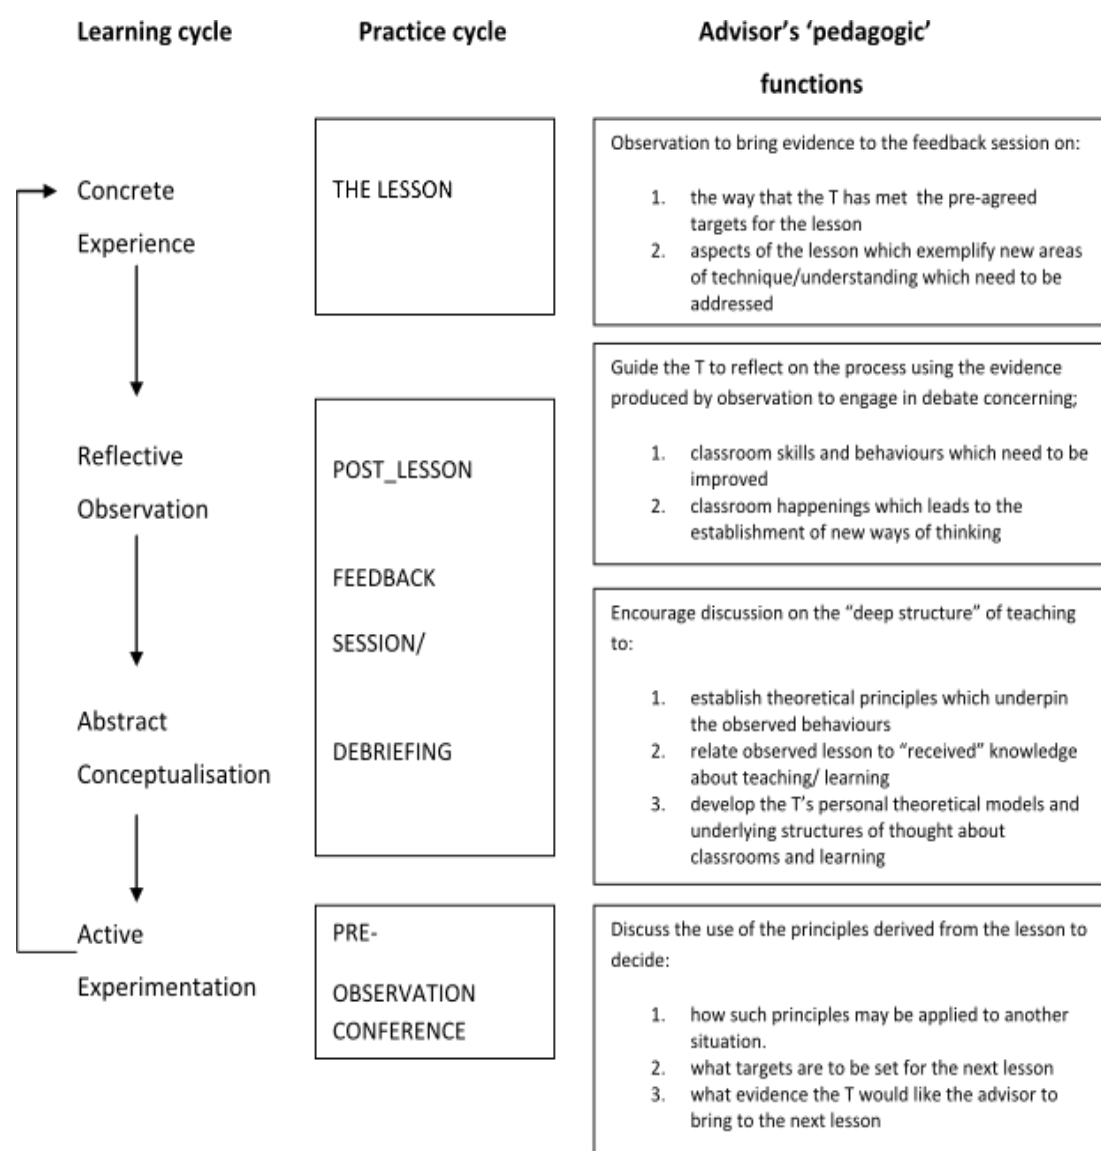 Learning cycle
Practice cycle
Advisor's 'pedagogic'
functions
Concrete
Experience
THE LESSON
Observation to bring evidence to the feedback session on:
1. the way that the T has met the pre-agreed
targets for the lesson
2. aspects of the lesson which exemplify new areas
of technique/understanding which need to be
addressed
Reflective
Observation
POST_LESSON
FEEDBACK
SESSION/
DEBRIEFING
Guide the T to reflect on the process using the evidence
produced by observation to engage in debate concerning;
1. classroom skills and behaviours which need to be
improved
2. classroom happenings which leads to the
establishment of new ways of thinking
Abstract
Conceptualisation
Encourage discussion on the "deep structure" of teaching
to:
1. establish theoretical principles which underpin
the observed behaviours
2. relate observed lesson to "received" knowledge
about teaching/ learning
3. develop the T's personal theoretical models and
underlying structures of thought about
classrooms and learning
Active
Experimentation
PRE-
OBSERVATION
CONFERENCE
Discuss the use of the principles derived from the lesson to
decide:
1. how such principles may be applied to another
situation.
2. what targets are to be set for the next lesson
3. what evidence the T would like the advisor to
bring to the next lesson